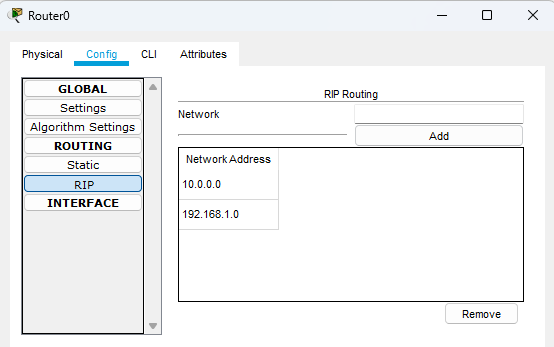 Router0
Physical Config CLI Attributes
GLOBAL
Settings
Algorithm Settings
ROUTING
Static
RIP
INTERFACE
RIP Routing
Network
Add
Network Address
10.0.0.0
192.168.1.0
Remove